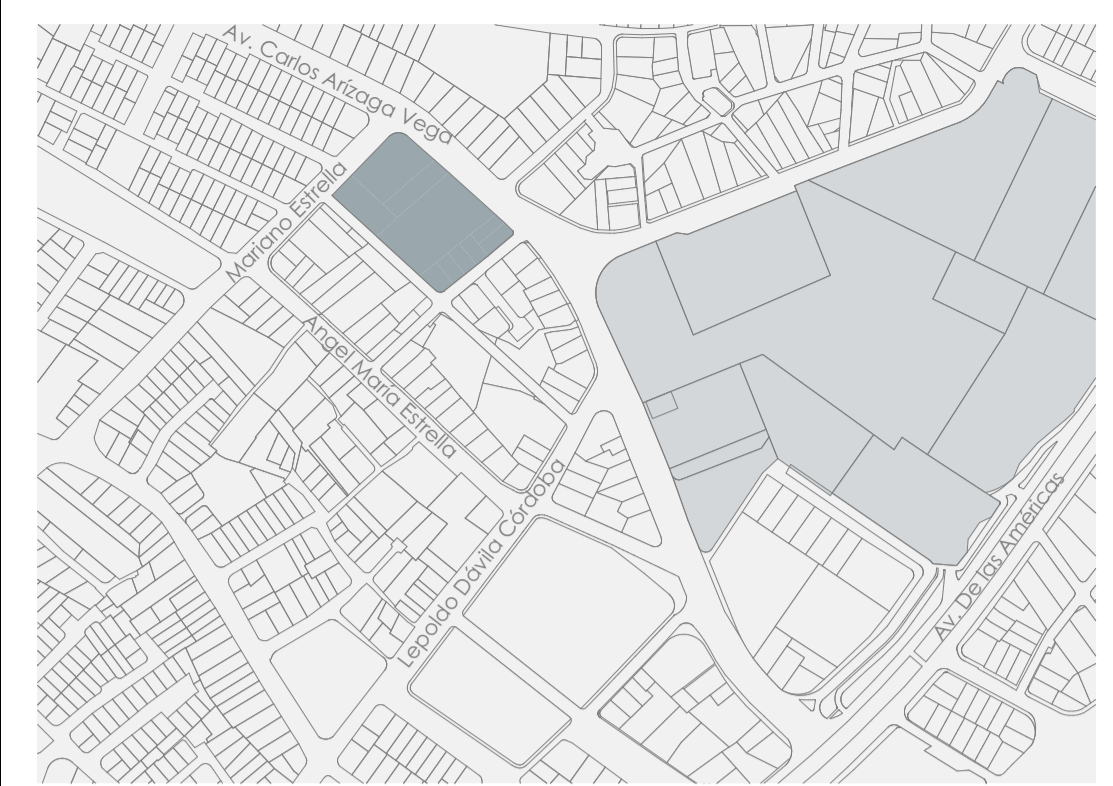 Av. Carlos Arízaga Vega
Mariano Estrella
Angel María Estrella
Lepoldo Dávila Córdoba
Av. De las Américas